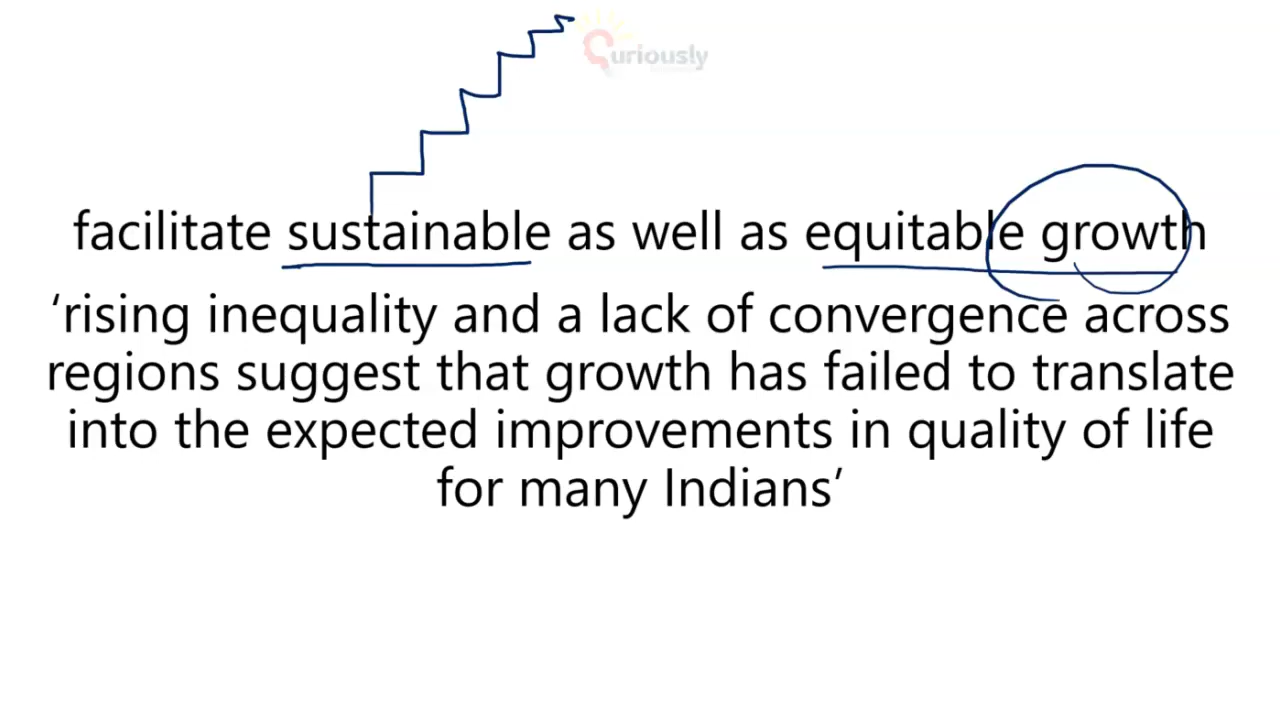 Curiously
facilitate sustainable as well as equitable growth
‘rising inequality and a lack of convergence across
regions suggest that growth has failed to translate
into the expected improvements in quality of life
for many Indians’